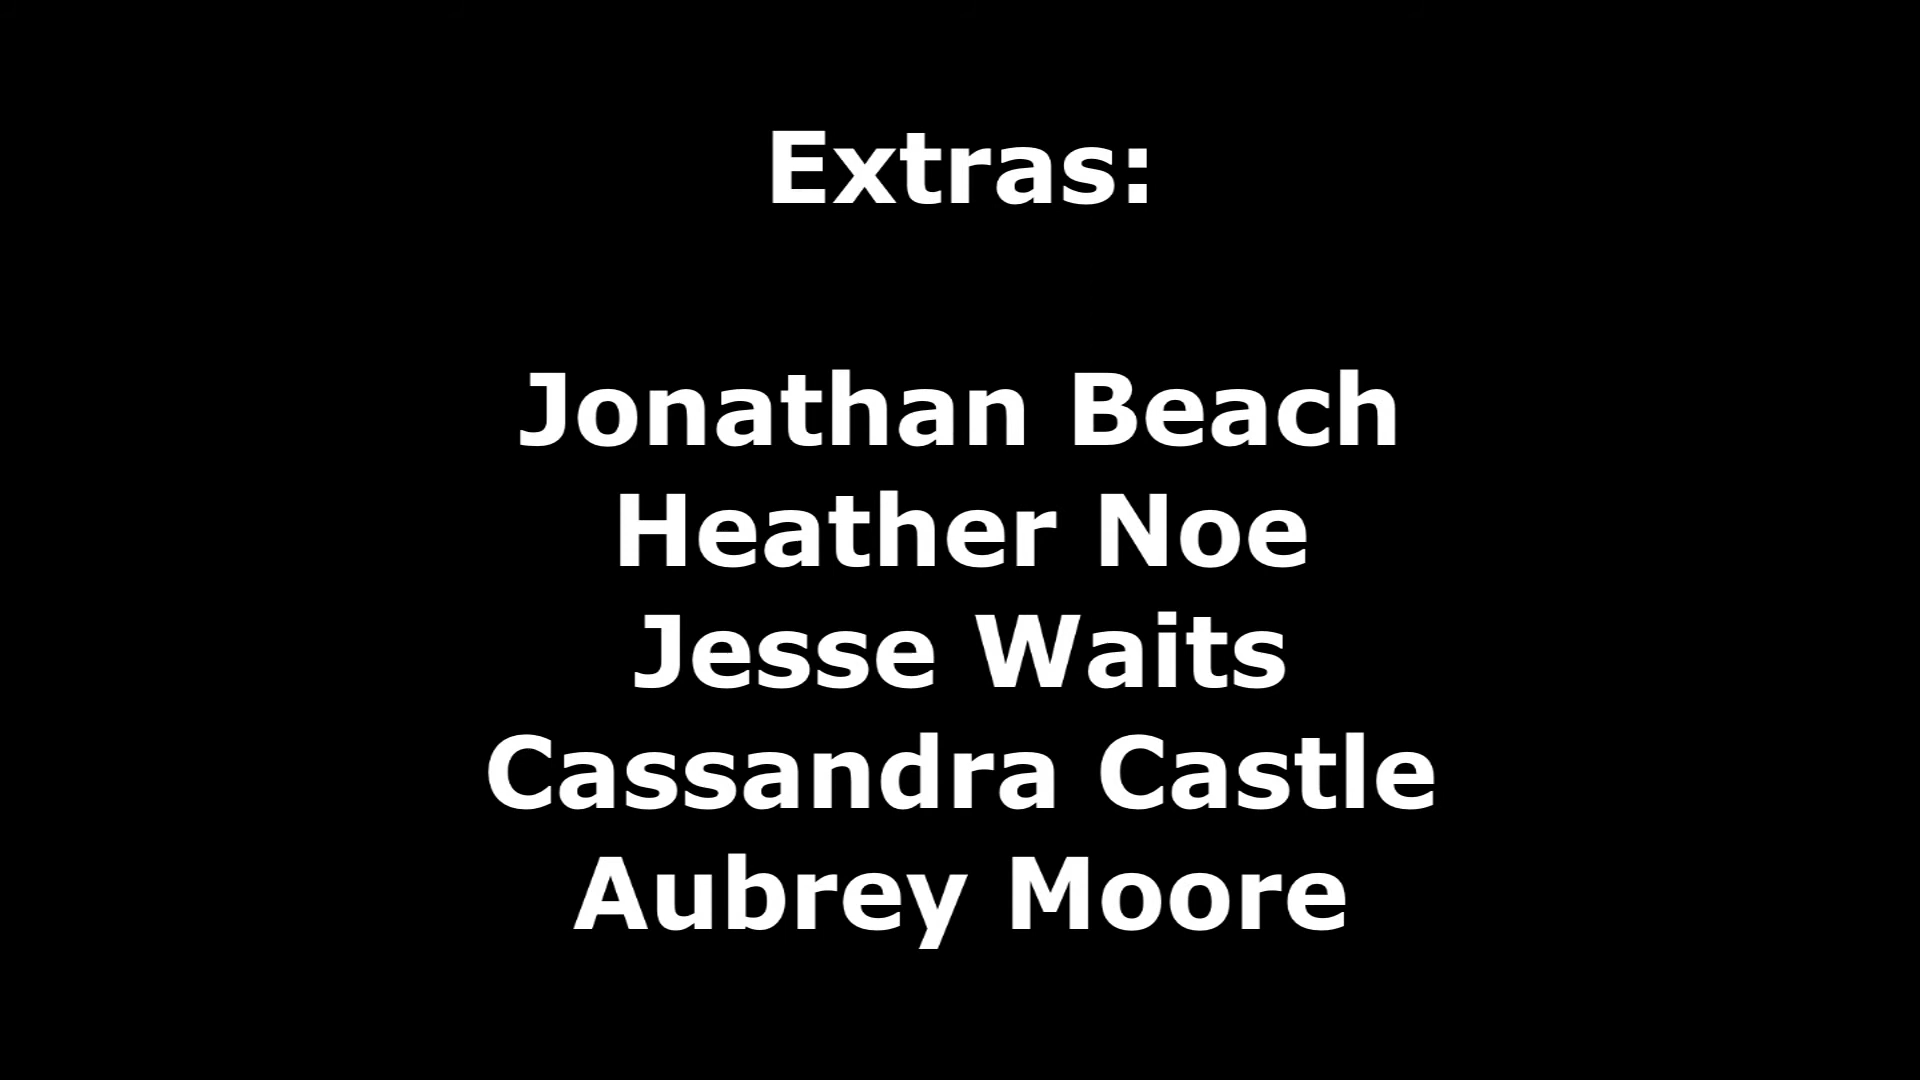 Extras:
Jonathan Beach
Heather Noe
Jesse Waits
Cassandra Castle
Aubrey Moore